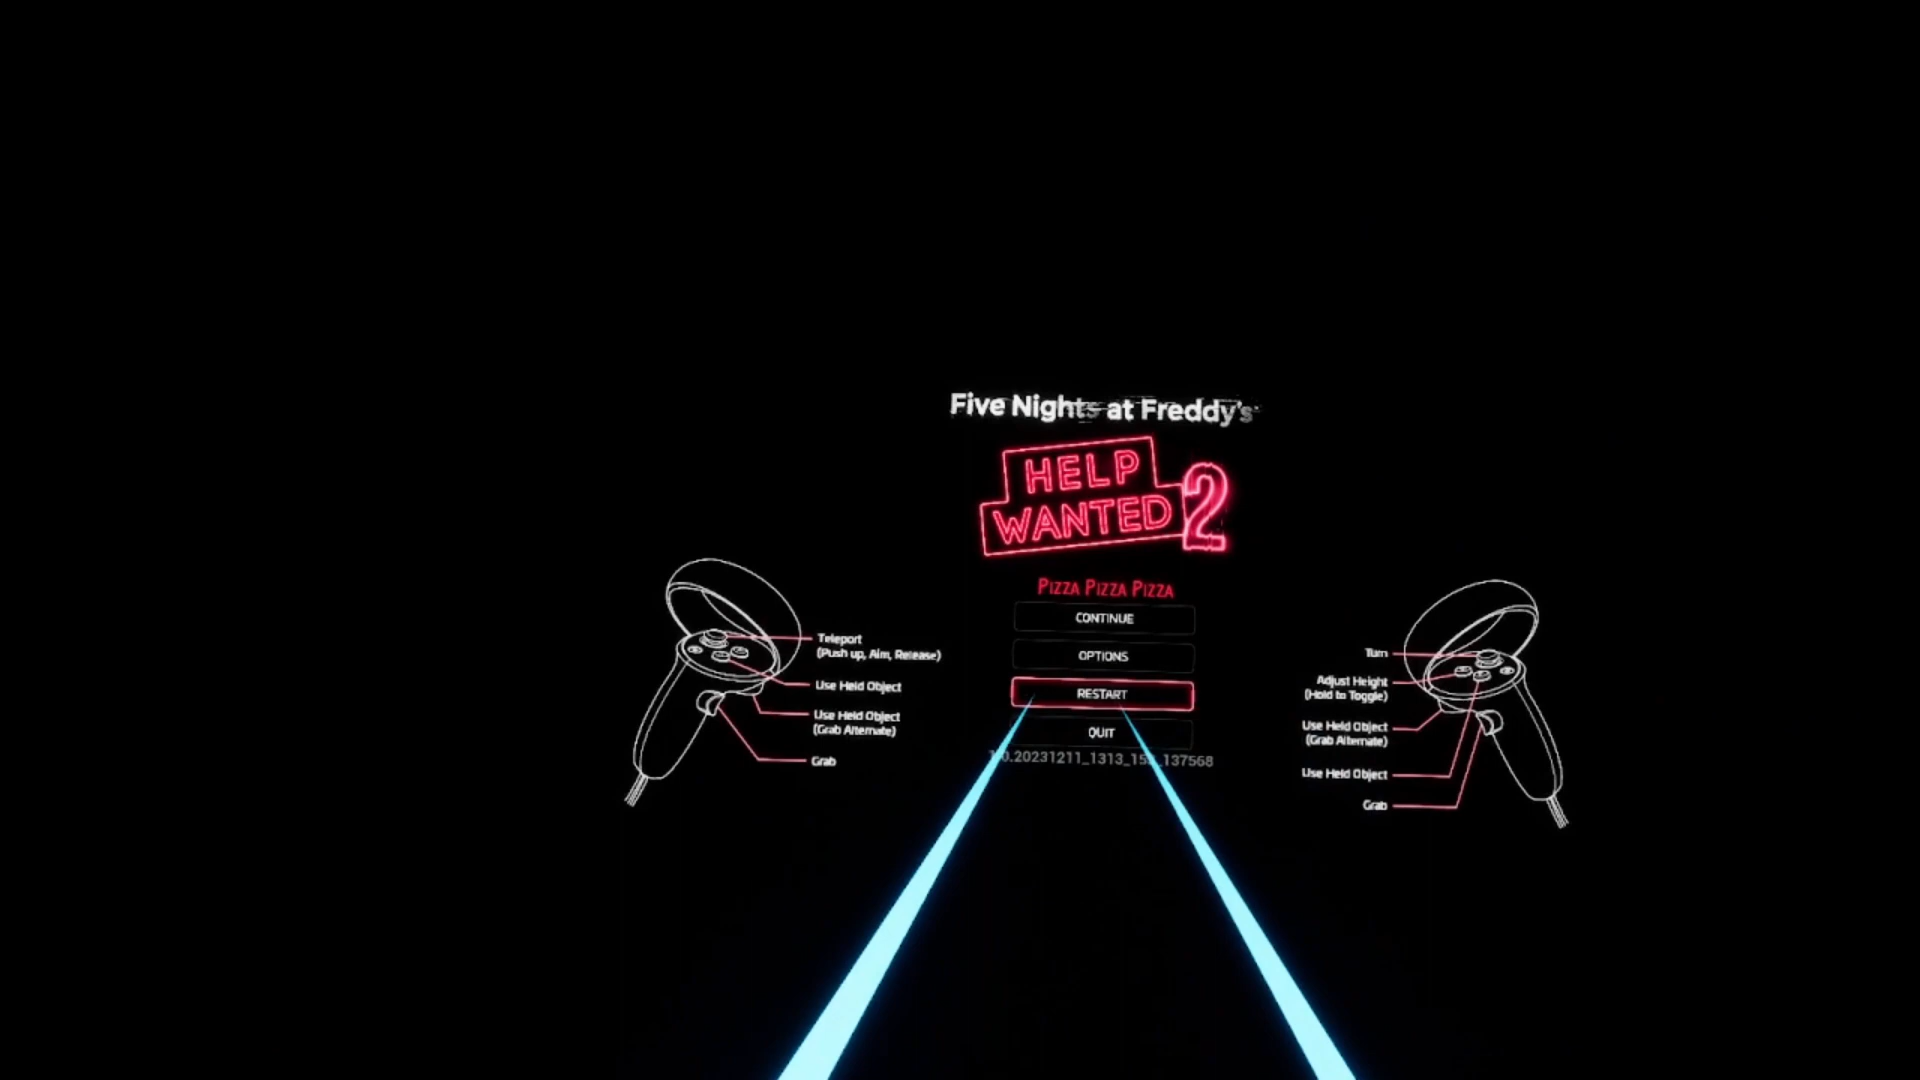 Five Nights at Freddy's
HELP
WANTED 2
PIZZA PIZZA PIZZA
CONTINUE
OPTIONS
RESTART
QUIT
Teleport
(Push up, Aim, Release)
Use Held Object
Use Held Object
(Grab Alternate)
Grab
Turn
Adjust Height
(Hold to Toggle)
Use Held Object
(Grab Alternate)
Use Held Object
Grab